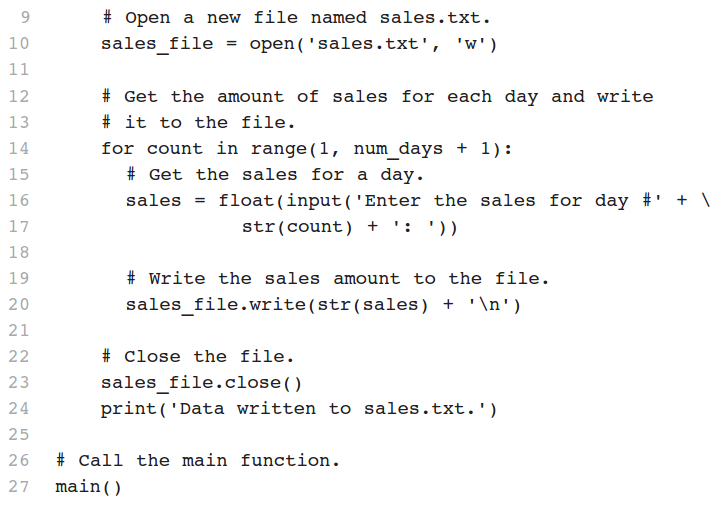 9 # Open a new file named sales.txt.
10 sales_file = open('sales.txt', 'w')
11
12 # Get the amount of sales for each day and write
13 # it to the file.
14 for count in range(1, num_days + 1):
15 # Get the sales for a day.
16 sales = float(input('Enter the sales for day #' + \
17 str(count) + ': '))
18
19 # Write the sales amount to the file.
20 sales_file.write(str(sales) + '\n')
21
22 # Close the file.
23 sales_file.close()
24 print('Data written to sales.txt.')
25
26 # Call the main function.
27 main()